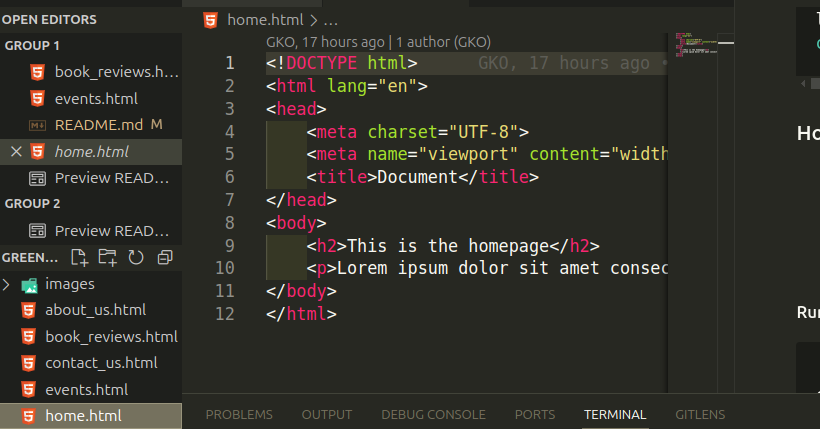 OPEN EDITORS
GROUP 1
book_reviews.h...
events.html
README.md M
home.html
Preview READ...
GROUP 2
Preview READ...
GREEN...
images
about_us.html
book_reviews.html
contact_us.html
events.html
home.html
home.html > ...
GKO, 17 hours ago | 1 author (GKO)
1 <!DOCTYPE html> GKO, 17 hours ago •
2 <html lang="en">
3 <head>
4 <meta charset="UTF-8">
5 <meta name="viewport" content="width
6 <title>Document</title>
7 </head>
8 <body>
9 <h2>This is the homepage</h2>
10 <p>Lorem ipsum dolor sit amet consec
11 </body>
12 </html>
PROBLEMS OUTPUT DEBUG CONSOLE PORTS TERMINAL GITLENS
Ho
Ru